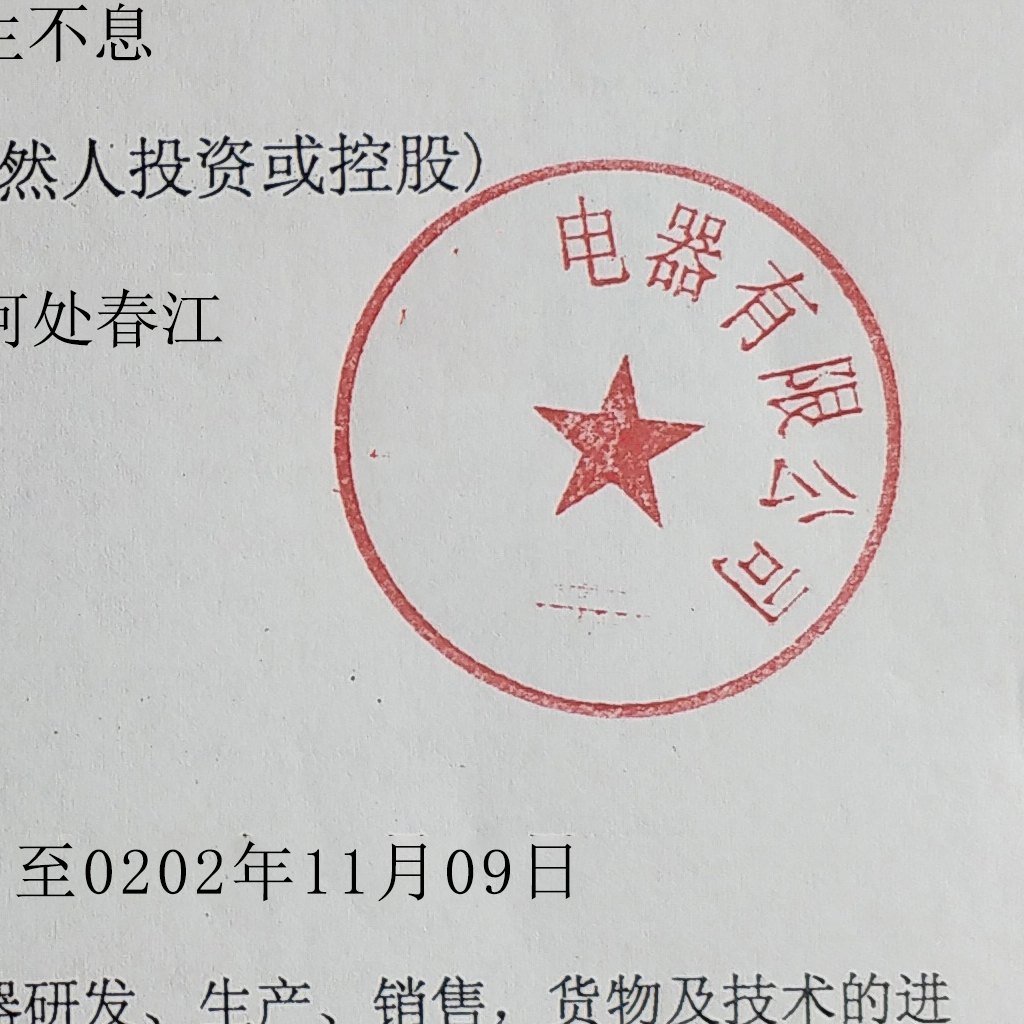 不息
然人投资或控股)
电器有限公司
何处春江
至0202年11月09日
器研发、生产、销售，货物及技术的进